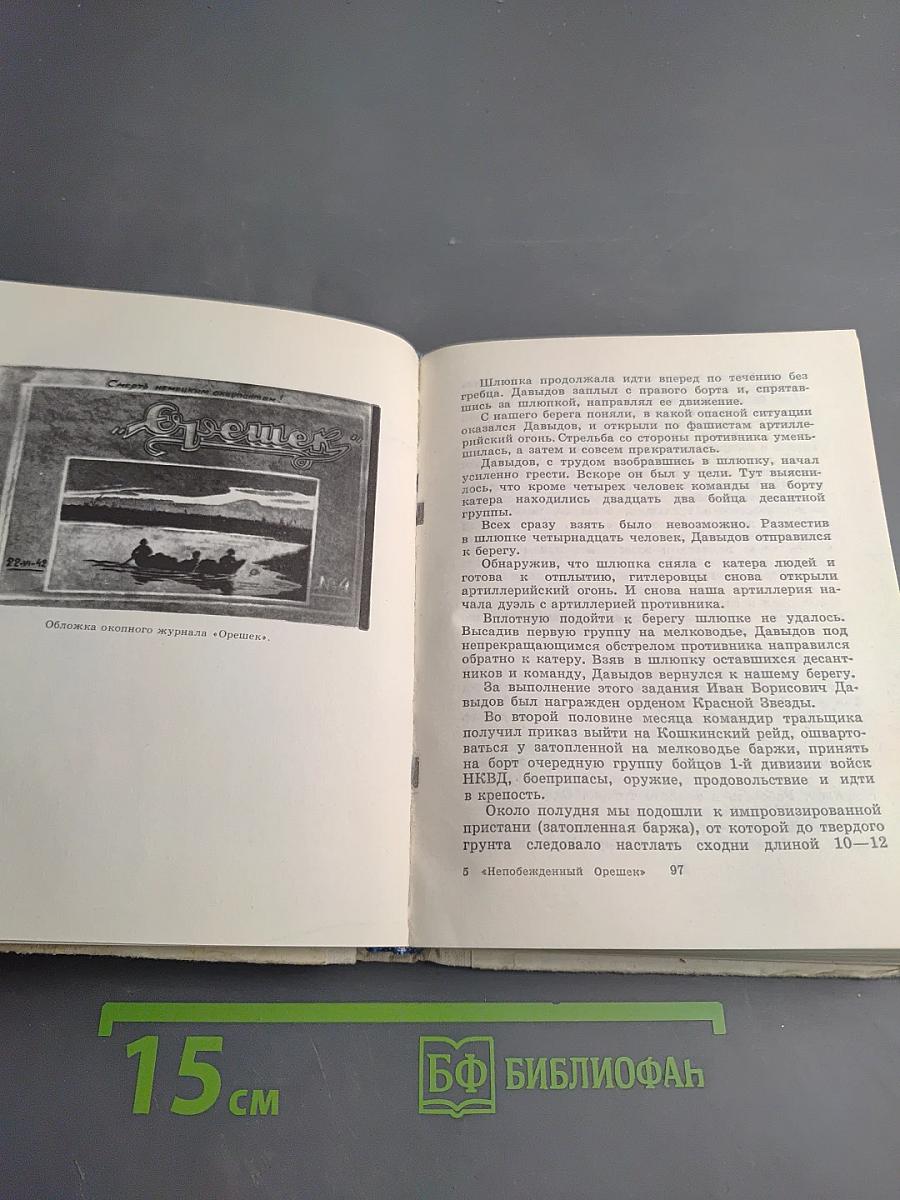 Смерть немецким оккупантам!
"Орешек"
22-VI-42
№4
Обложка окопного журнала «Орешек».
Шлюпка продолжала идти вперед по течению без
гребца. Давыдов заплыл с правого борта и, спрятав-
шись за шлюпкой, направлял ее движение.
С нашего берега поняли, в какой опасной ситуации
оказался Давыдов, и открыли по фашистам артилле-
рийский огонь. Стрельба со стороны противника умень-
шилась, а затем и совсем прекратилась.
Давыдов, с трудом взобравшись в шлюпку, начал
усиленно грести. Вскоре он был у цели. Тут выясни-
лось, что кроме четырех человек команды на борту
катера находились двадцать два бойца десантной
группы.
Всех сразу взять было невозможно. Разместив
в шлюпке четырнадцать человек, Давыдов отправился
к берегу.
Обнаружив, что шлюпка сняла с катера людей и
готова к отплытию, гитлеровцы снова открыли
артиллерийский огонь. И снова наша артиллерия на-
чала дуэль с артиллерией противника.
Вплотную подойти к берегу шлюпке не удалось.
Высадив первую группу на мелководье, Давыдов под
непрекращающимся обстрелом противника направился
обратно к катеру. Взяв в шлюпку оставшихся десант-
ников и команду, Давыдов вернулся к нашему берегу.
За выполнение этого задания Иван Борисович Да-
выдов был награжден орденом Красной Звезды.
Во второй половине месяца командир тральщика
получил приказ выйти на Кошкинский рейд, ошварто-
ваться у затопленной на мелководье баржи, принять
на борт очередную группу бойцов 1-й дивизии войск
НКВД, боеприпасы, оружие, продовольствие и идти
в крепость.
Около полудня мы подошли к импровизированной
пристани (затопленная баржа), от которой до твердого
грунта следовало настлать сходни длиной 10—12
5 «Непобежденный Орешек» 97
15 см
БФ БИБЛИОФАН